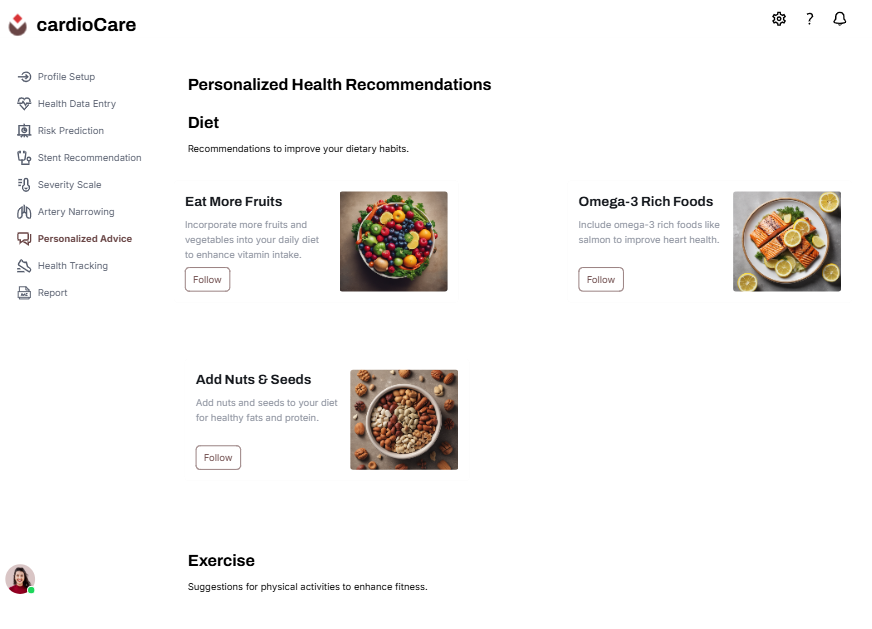 cardioCare
?
Profile Setup
Health Data Entry
Risk Prediction
Stent Recommendation
Severity Scale
Artery Narrowing
Personalized Advice
Health Tracking
Report
Personalized Health Recommendations
Diet
Recommendations to improve your dietary habits.
Eat More Fruits
Incorporate more fruits and
vegetables into your daily diet
to enhance vitamin intake.
Follow
Omega-3 Rich Foods
Include omega-3 rich foods like
salmon to improve heart health.
Follow
Add Nuts & Seeds
Add nuts and seeds to your diet
for healthy fats and protein.
Follow
Exercise
Suggestions for physical activities to enhance fitness.